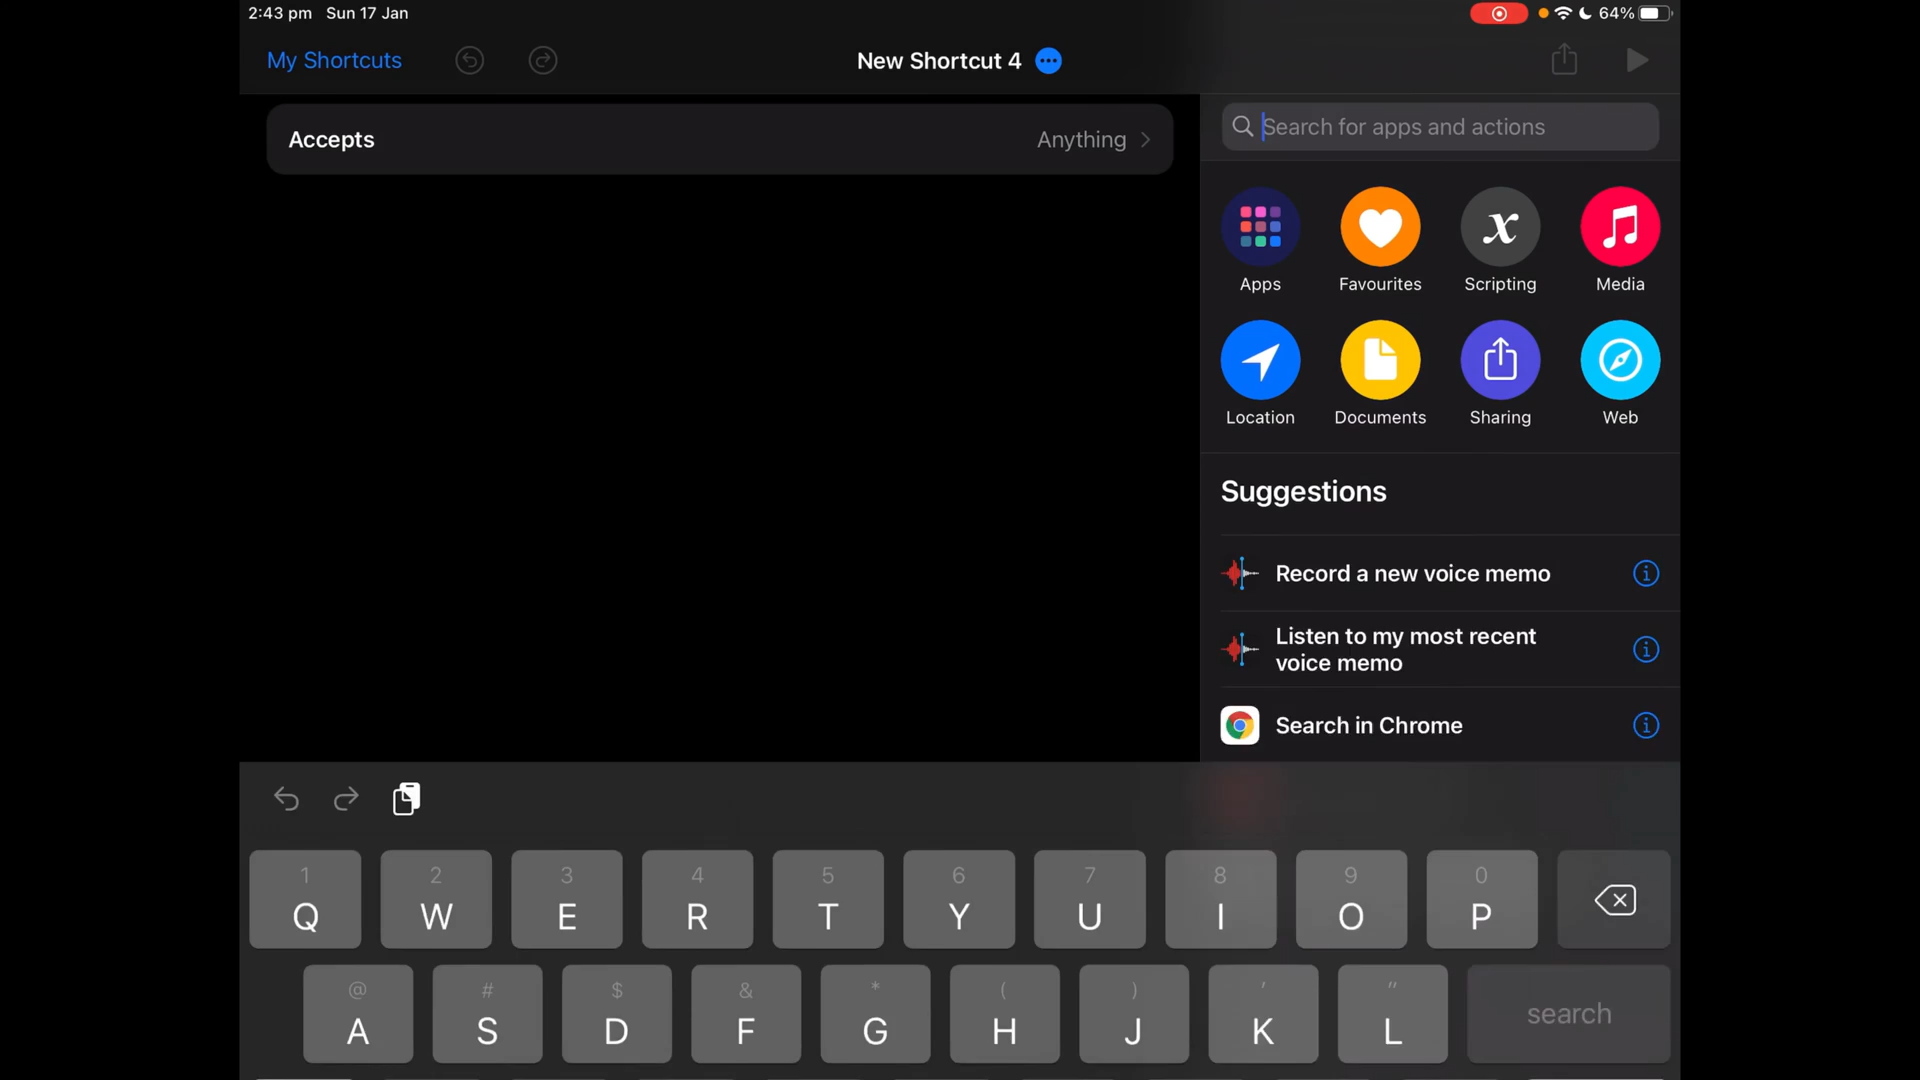 2:43 pm Sun 17 Jan 64%
My Shortcuts New Shortcut 4
Accepts Anything
Search for apps and actions
Apps Favourites Scripting Media
Location Documents Sharing Web
Suggestions
Record a new voice memo
Listen to my most recent
voice memo
Search in Chrome
1 2 3 4 5 6 7 8 9 0
Q W E R T Y U I O P
@ # $ & * ( ) ' "
A S D F G H J K L search